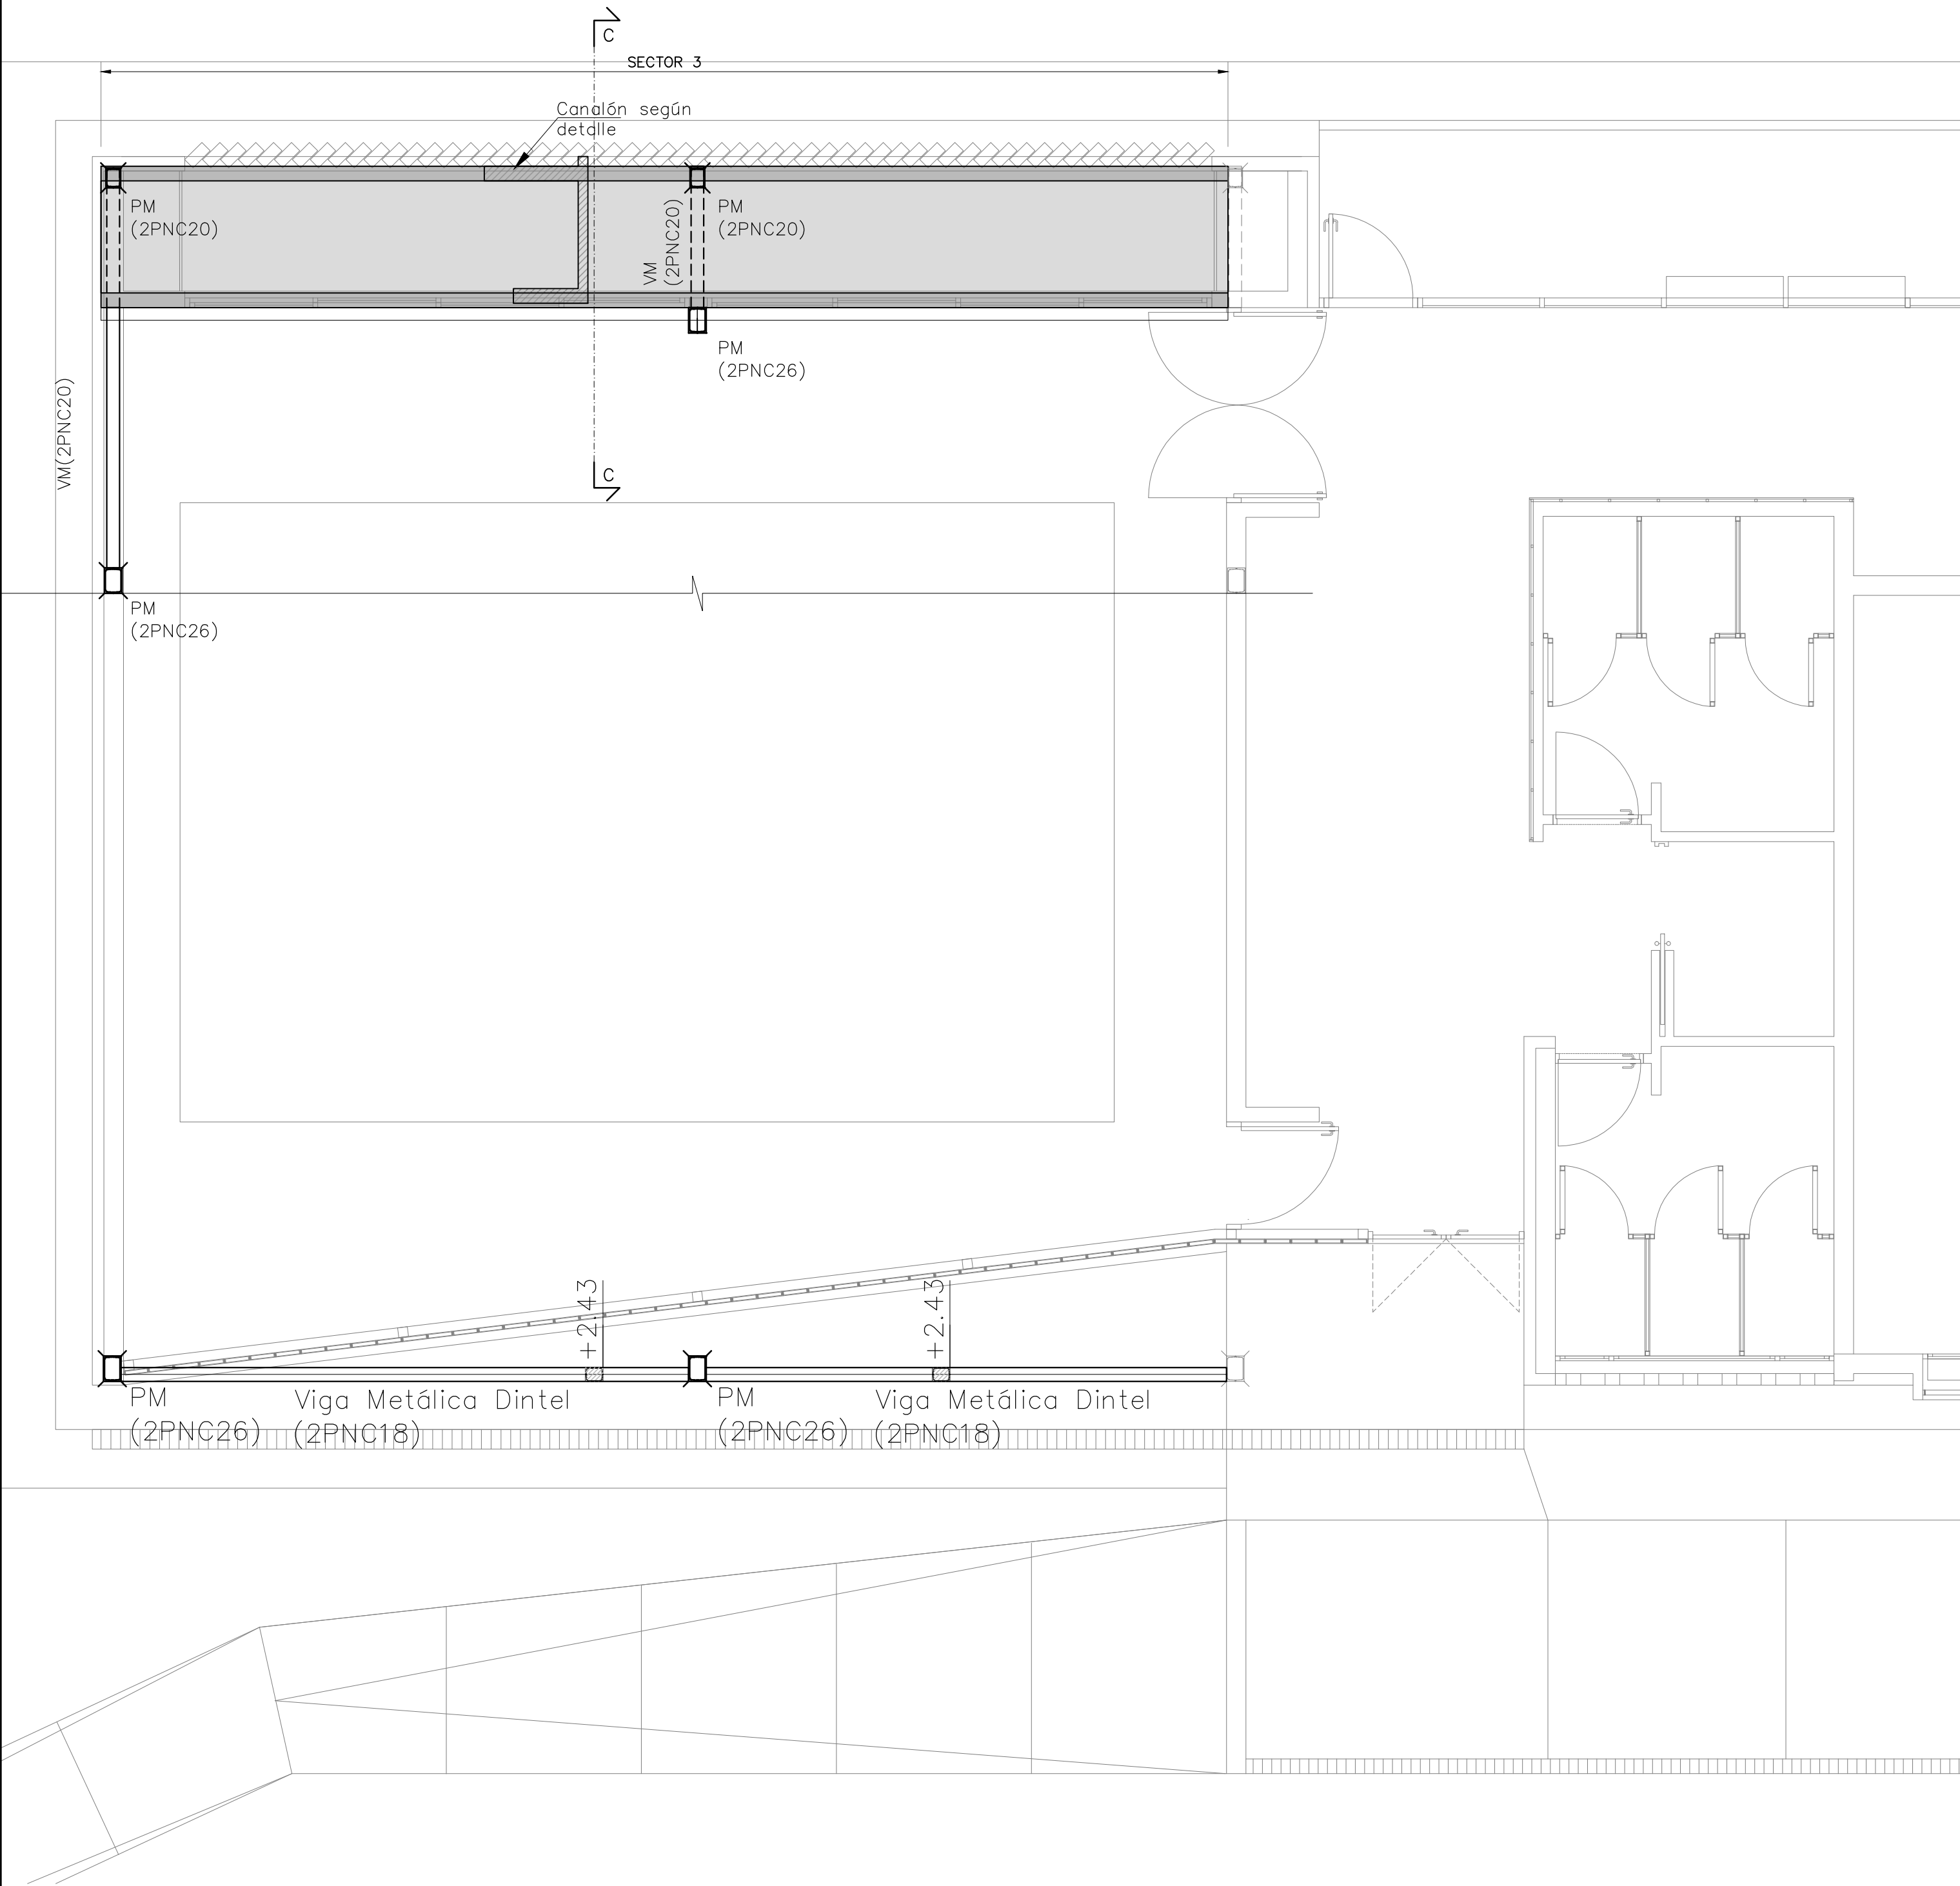 C
SECTOR 3
Canalón según
detalle
PM
(2PNC20)
VM
(2PNC20)
PM
(2PNC20)
PM
(2PNC26)
VM(2PNC20)
C
PM
(2PNC26)
+2.43
+2.43
PM
(2PNC26)
Viga Metálica Dintel
(2PNC18)
PM
(2PNC26)
Viga Metálica Dintel
(2PNC18)